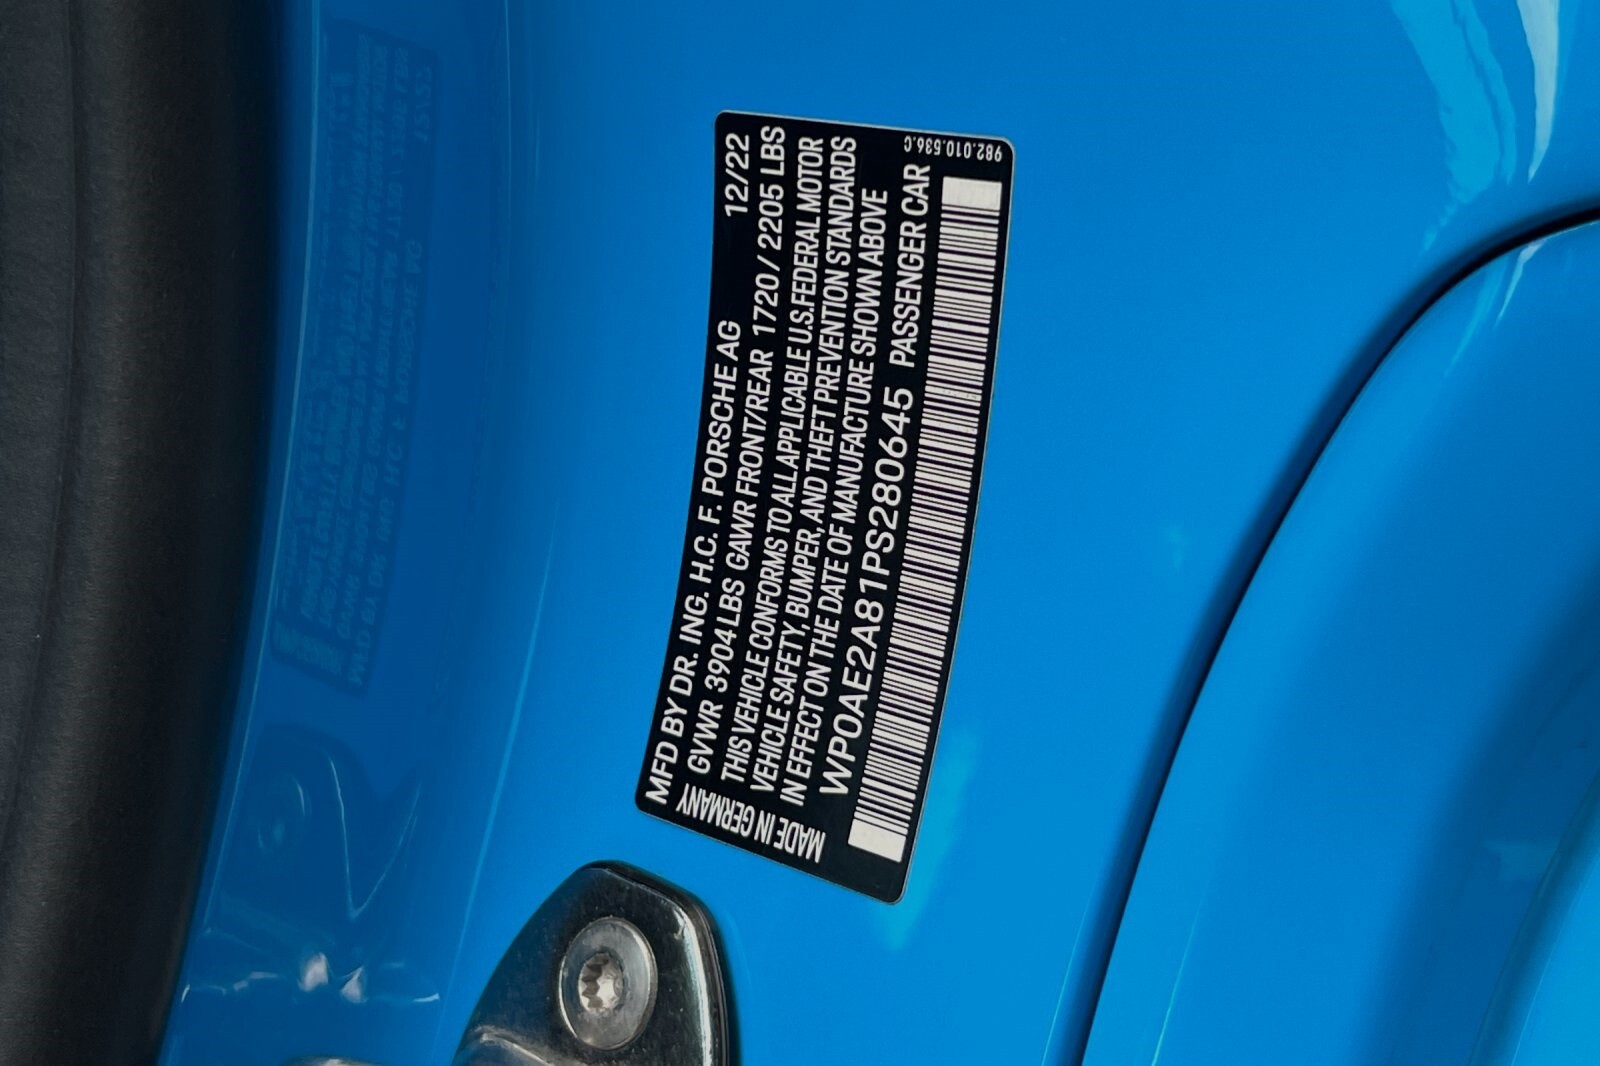 982.010.536.C
MFD BY DR. ING. H.C. F. PORSCHE AG 12/22
GVWR 3904 LBS GAWR FRONT/REAR 1720 / 2205 LBS
THIS VEHICLE CONFORMS TO ALL APPLICABLE U.S. FEDERAL MOTOR
VEHICLE SAFETY, BUMPER, AND THEFT PREVENTION STANDARDS
IN EFFECT ON THE DATE OF MANUFACTURE SHOWN ABOVE
WP0AE2A81PS280645 PASSENGER CAR
MADE IN GERMANY